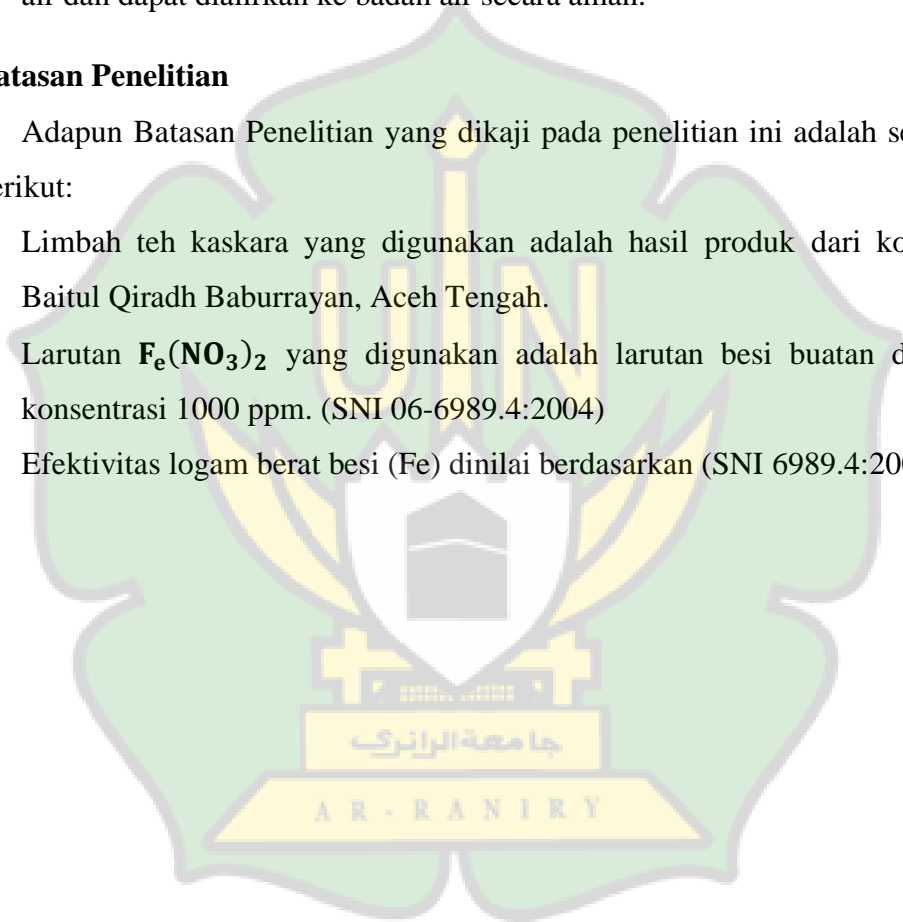 air dan dapat dialirkan ke badan air secara aman.
atasan Penelitian
Adapun Batasan Penelitian yang dikaji pada penelitian ini adalah se
erikut:
Limbah teh kaskara yang digunakan adalah hasil produk dari ko
Baitul Qiradh Baburrayan, Aceh Tengah.
Larutan Fe(NO3)2 yang digunakan adalah larutan besi buatan d
konsentrasi 1000 ppm. (SNI 06-6989.4:2004)
Efektivitas logam berat besi (Fe) dinilai berdasarkan (SNI 6989.4:200
UIN
جامعة الرانري
AR-RANIRY